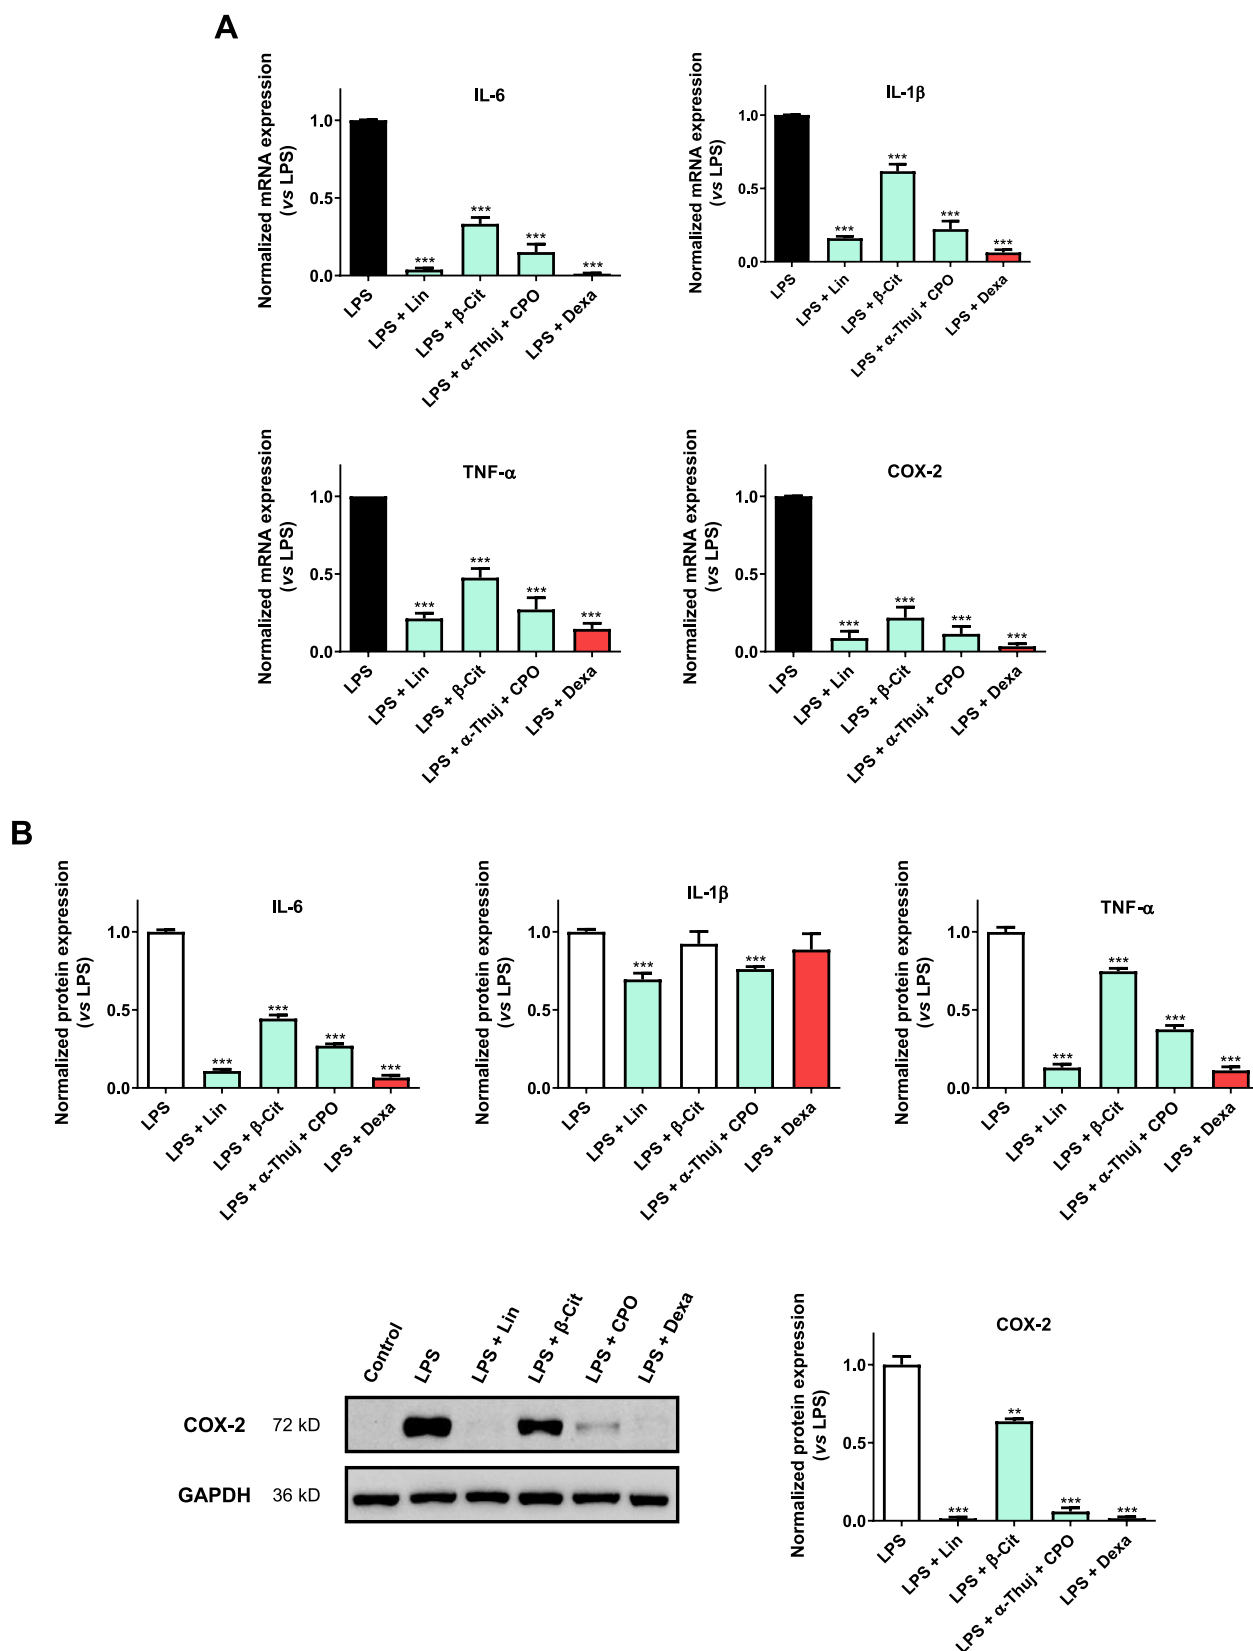 A
IL-6
Normalized mRNA expression
(vs LPS)
1.0
0.5
0.0
***
***
***
***
LPS
LPS + Lin
LPS + β-Cit
LPS + α-Thuj + CPO
LPS + Dexa
IL-1β
Normalized mRNA expression
(vs LPS)
1.0
0.5
0.0
***
***
***
***
LPS
LPS + Lin
LPS + β-Cit
LPS + α-Thuj + CPO
LPS + Dexa
TNF-α
Normalized mRNA expression
(vs LPS)
1.0
0.5
0.0
***
***
***
***
LPS
LPS + Lin
LPS + β-Cit
LPS + α-Thuj + CPO
LPS + Dexa
COX-2
Normalized mRNA expression
(vs LPS)
1.0
0.5
0.0
***
***
***
***
LPS
LPS + Lin
LPS + β-Cit
LPS + α-Thuj + CPO
LPS + Dexa
B
IL-6
Normalized protein expression
(vs LPS)
1.0
0.5
0.0
***
***
***
***
LPS
LPS + Lin
LPS + β-Cit
LPS + α-Thuj + CPO
LPS + Dexa
IL-1β
Normalized protein expression
(vs LPS)
1.0
0.5
0.0
***
***
LPS
LPS + Lin
LPS + β-Cit
LPS + α-Thuj + CPO
LPS + Dexa
TNF-α
Normalized protein expression
(vs LPS)
1.0
0.5
0.0
***
***
***
***
LPS
LPS + Lin
LPS + β-Cit
LPS + α-Thuj + CPO
LPS + Dexa
Control
LPS
LPS + Lin
LPS + β-Cit
LPS + CPO
LPS + Dexa
COX-2 72 kD
GAPDH 36 kD
COX-2
Normalized protein expression
(vs LPS)
1.0
0.5
0.0
***
**
***
***
LPS
LPS + Lin
LPS + β-Cit
LPS + α-Thuj + CPO
LPS + Dexa